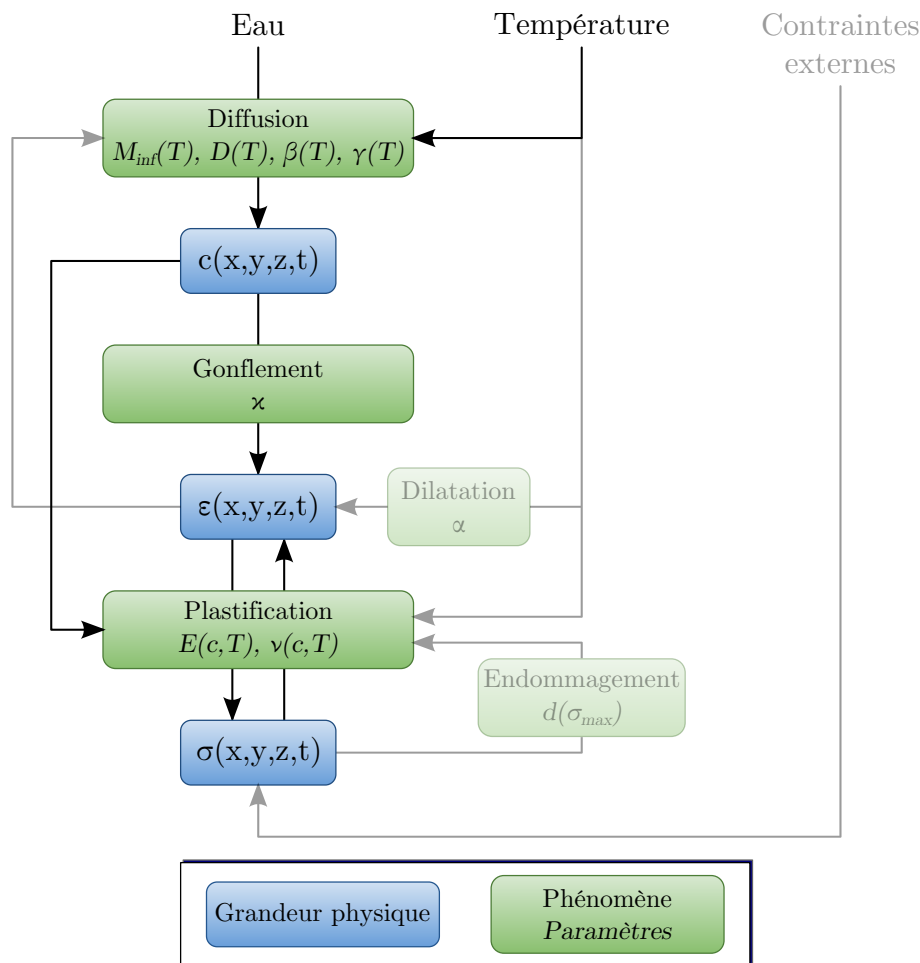 Eau
Température
Contraintes
externes
Diffusion
M_inf(T), D(T), β(T), γ(T)
c(x,y,z,t)
Gonflement
ϰ
ε(x,y,z,t)
Dilatation
α
Plastification
E(c,T), ν(c,T)
Endommagement
d(σ_max)
σ(x,y,z,t)
Grandeur physique
Phénomène
Paramètres